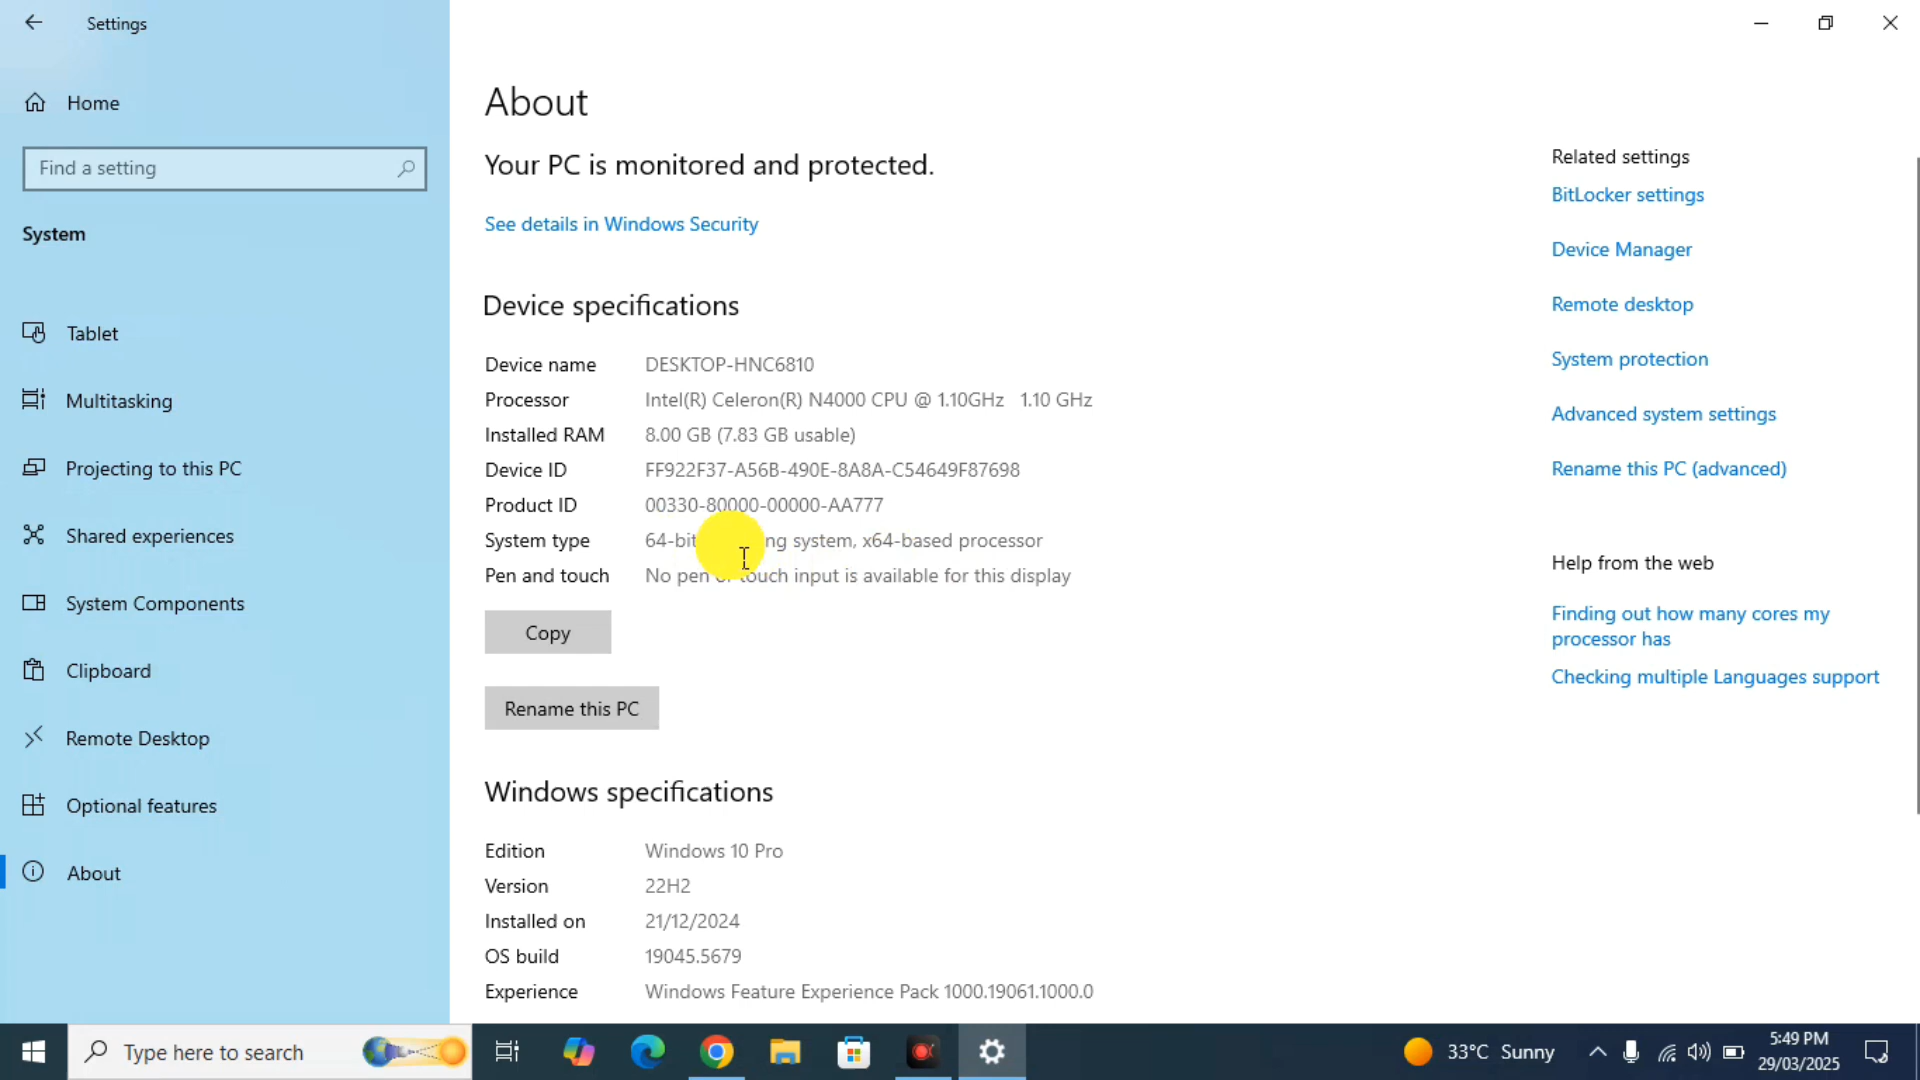 Settings
Home
Find a setting
System
Tablet
Multitasking
Projecting to this PC
Shared experiences
System Components
Clipboard
Remote Desktop
Optional features
About
About
Your PC is monitored and protected.
See details in Windows Security
Device specifications
Device name DESKTOP-HNC6810
Processor Intel(R) Celeron(R) N4000 CPU @ 1.10GHz 1.10 GHz
Installed RAM 8.00 GB (7.83 GB usable)
Device ID FF922F37-A56B-490E-8A8A-C54649F87698
Product ID 00330-80000-00000-AA777
System type 64-bit system, x64-based processor
Pen and touch No pen or touch input is available for this display
Copy
Rename this PC
Windows specifications
Edition Windows 10 Pro
Version 22H2
Installed on 21/12/2024
OS build 19045.5679
Experience Windows Feature Experience Pack 1000.19061.1000.0
Related settings
BitLocker settings
Device Manager
Remote desktop
System protection
Advanced system settings
Rename this PC (advanced)
Help from the web
Finding out how many cores my
processor has
Checking multiple Languages support
Type here to search
33°C Sunny
5:49 PM
29/03/2025